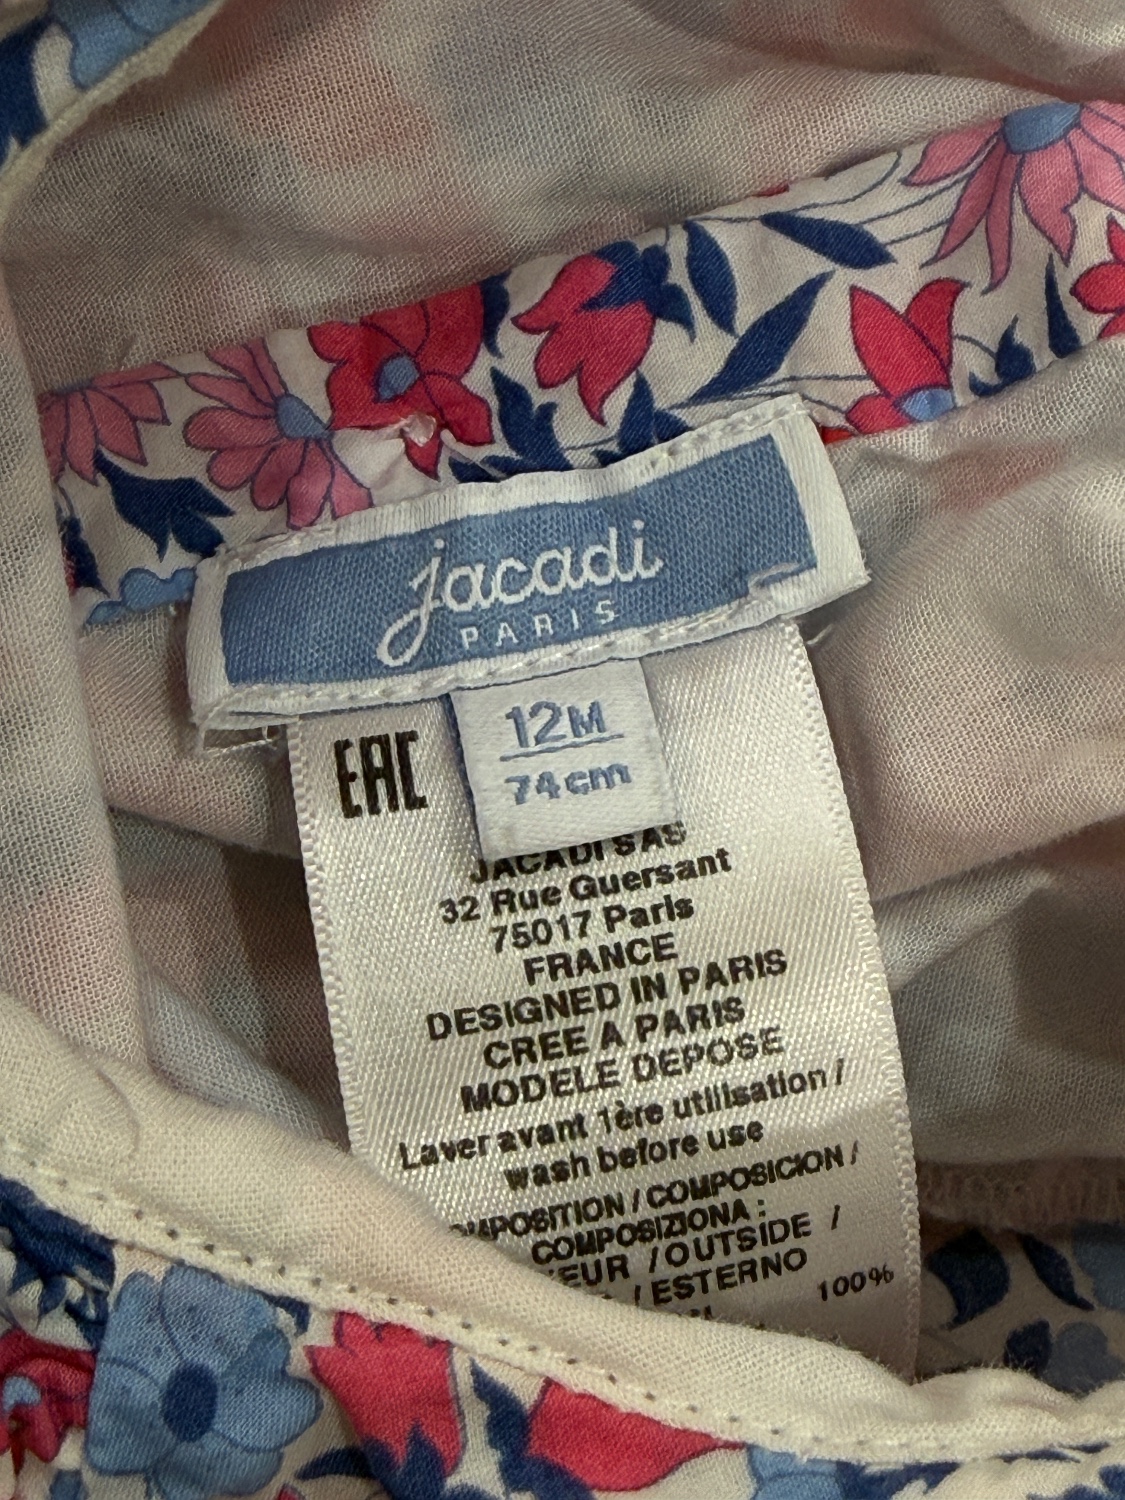 jacadi
PARIS
12M
74cm
EAC
JACADI SAS
32 Rue Guersant
75017 Paris
FRANCE
DESIGNED IN PARIS
CREE A PARIS
MODELE DEPOSE
Laver avant 1ère utilisation /
wash before use
/ COMPOSICION /
COMPOSIZIONA :
/ OUTSIDE /
/ ESTERNO
100%